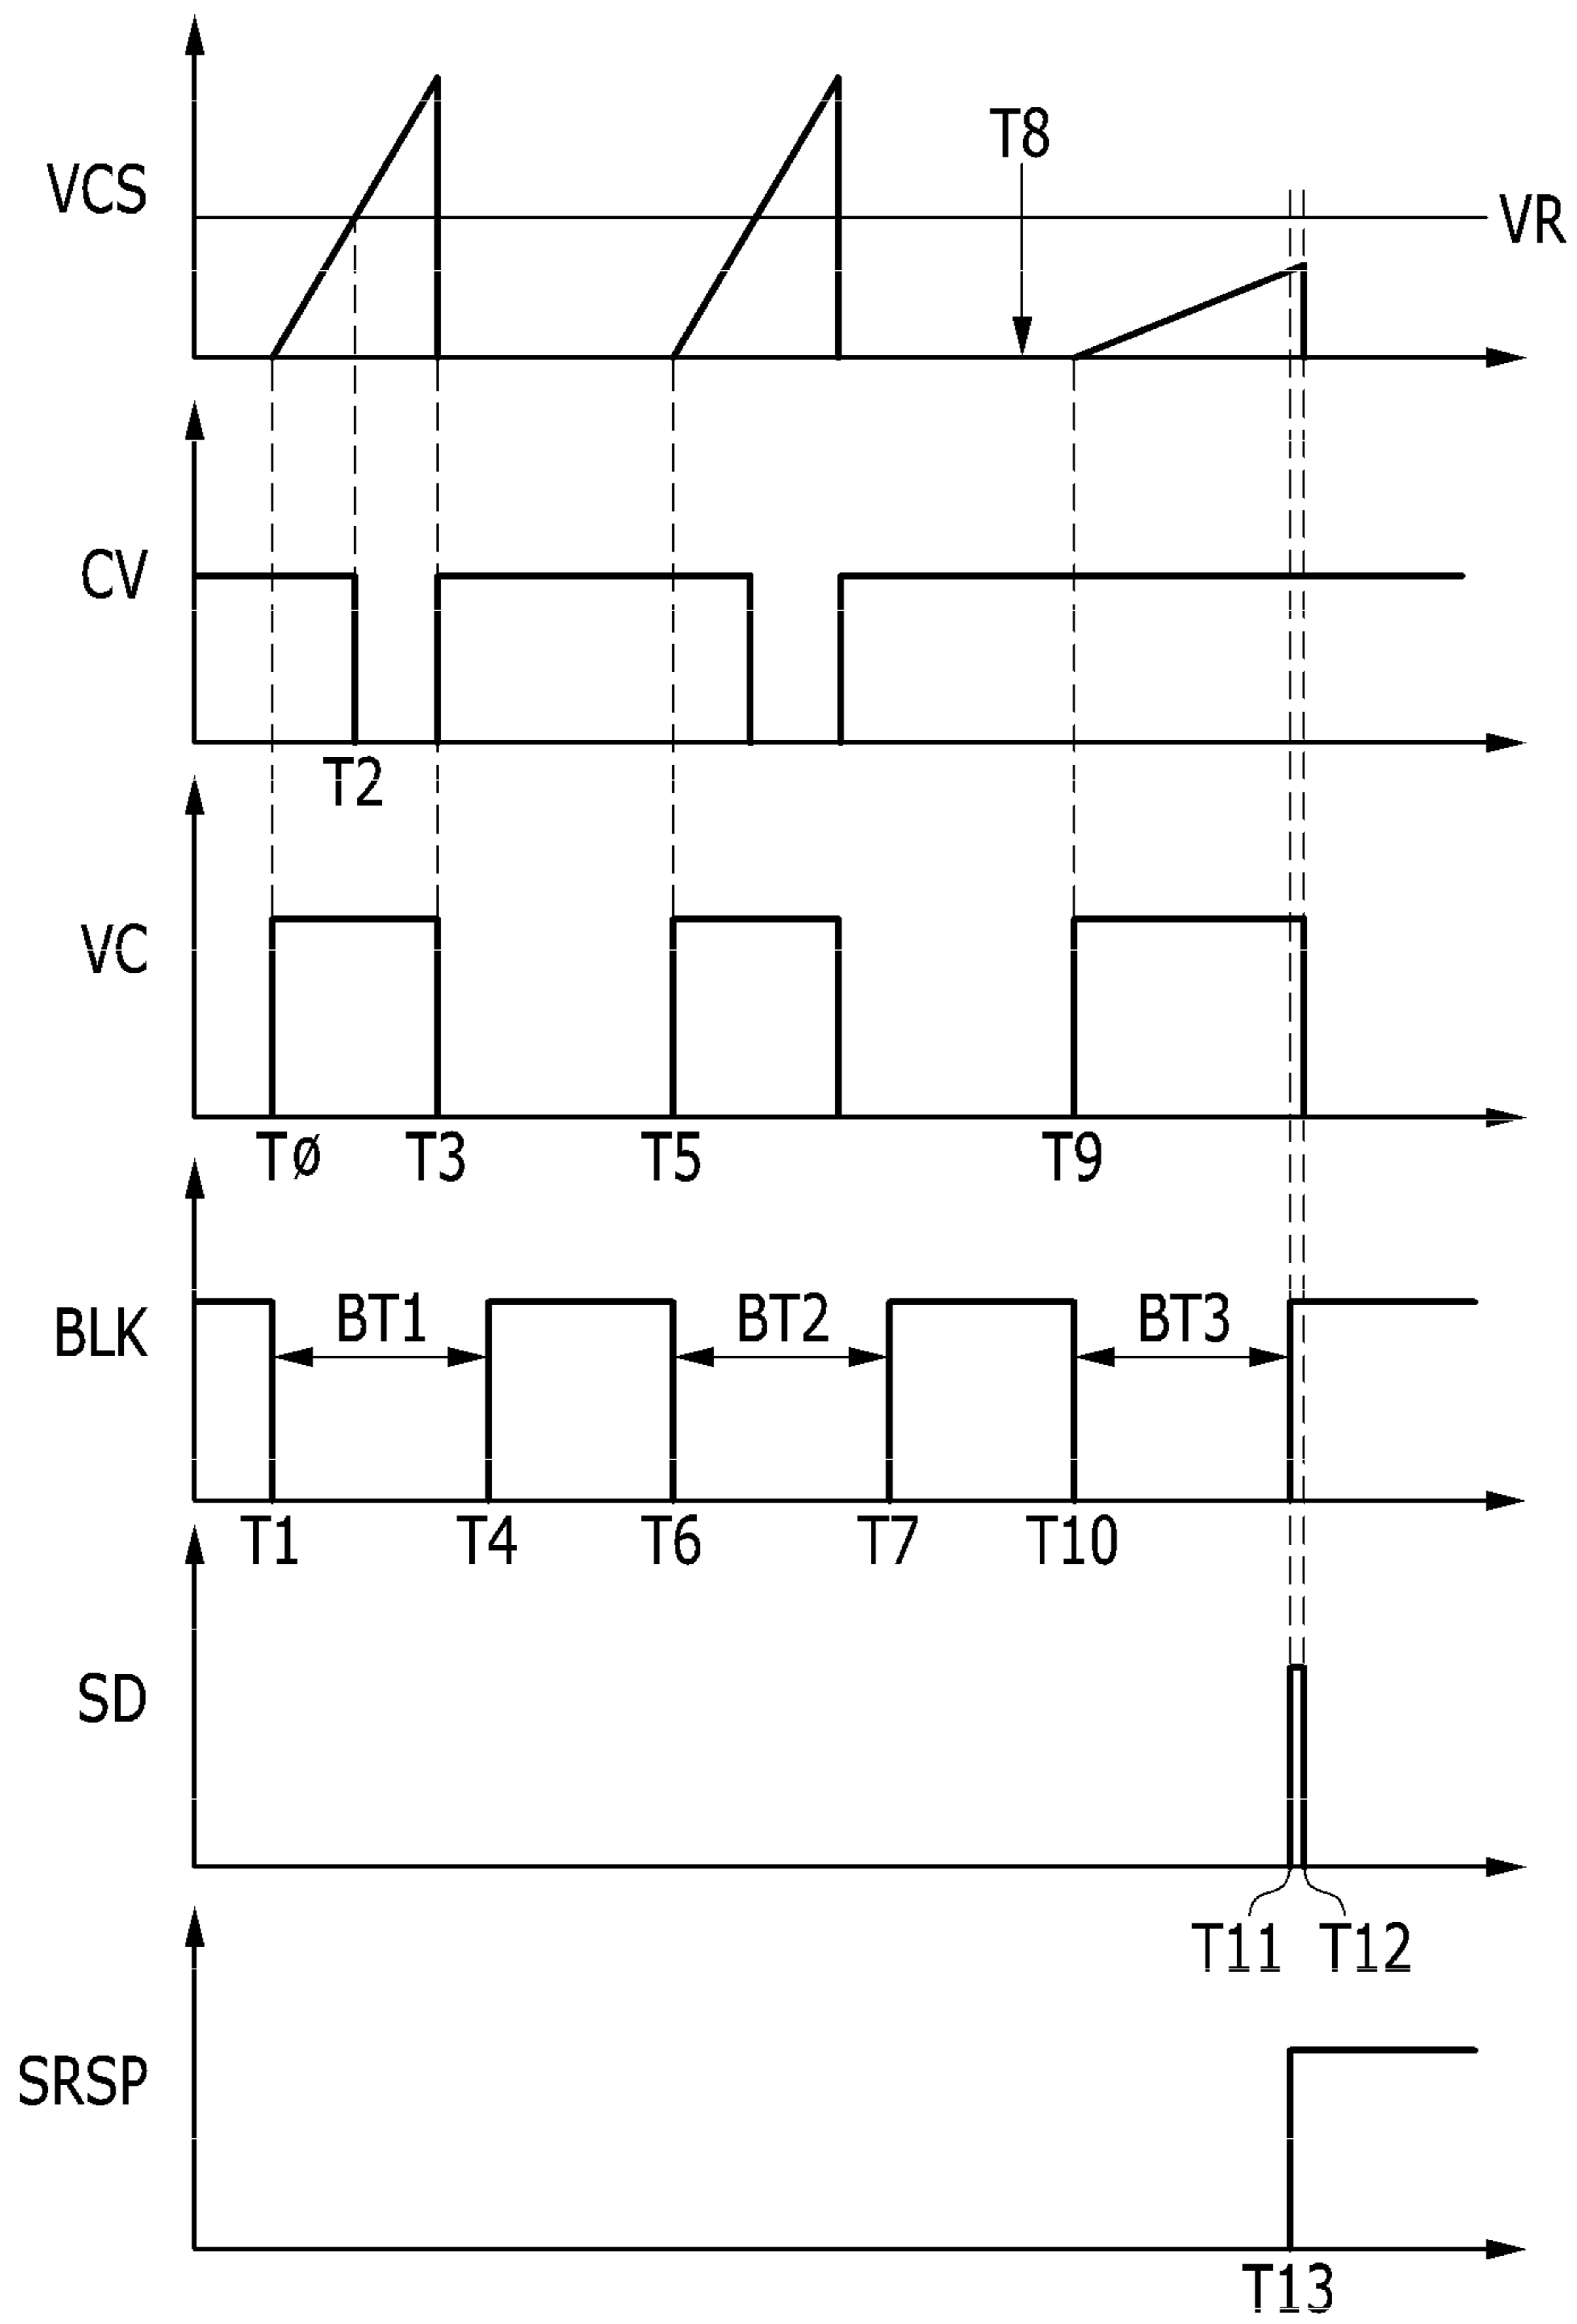 T8
VCS
VR
CV
T2
VC
TØ T3 T5 T9
BLK BT1 BT2 BT3
T1 T4 T6 T7 T10
SD
T11 T12
SRSP
T13